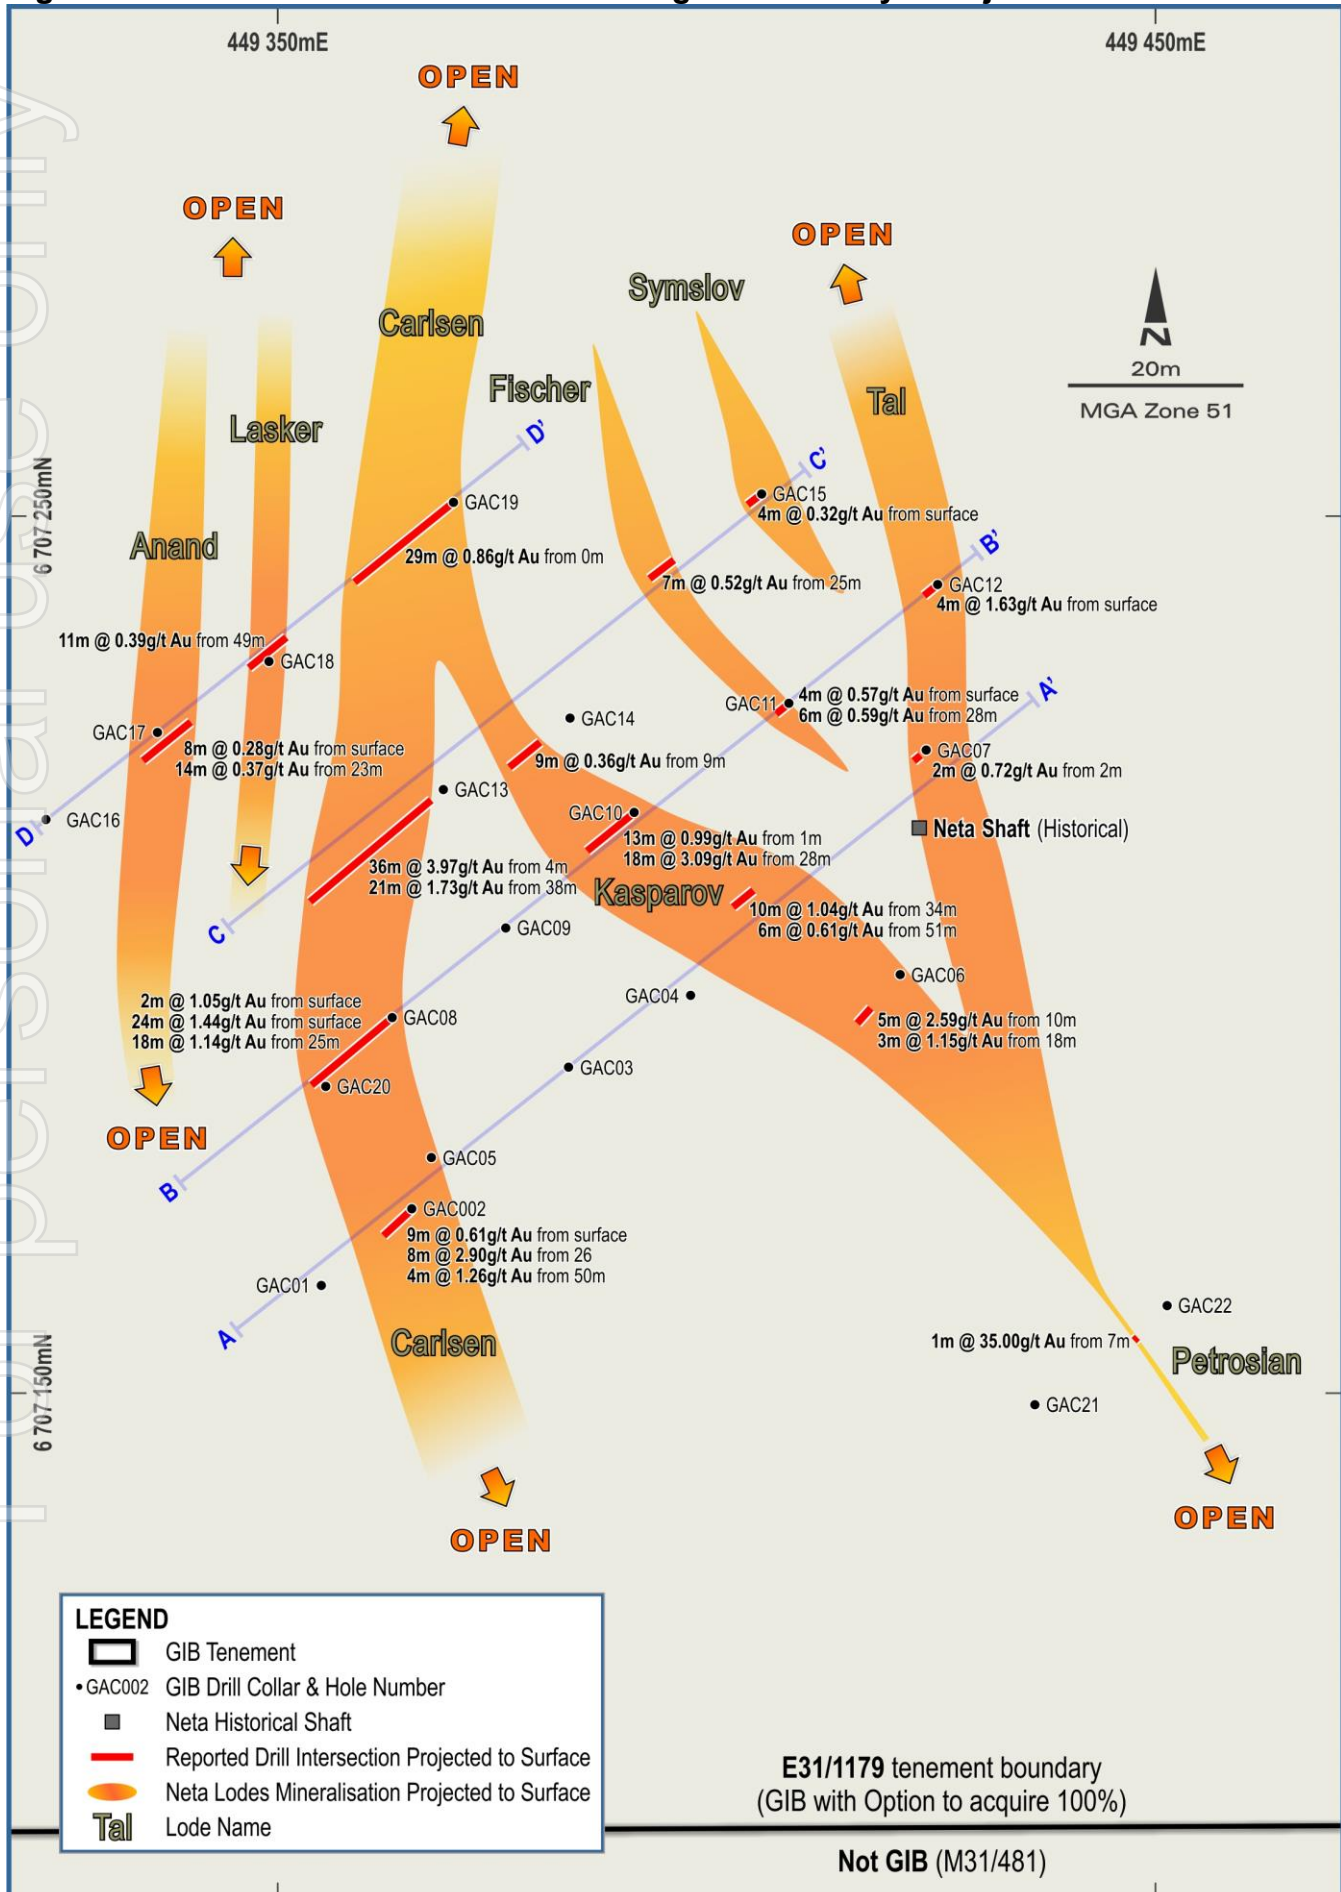 449 350mE
449 450mE
OPEN
OPEN
OPEN
Symslov
Carlsen
N
20m
MGA Zone 51
Fischer
Tal
Lasker
D'
C'
6 707 250mN
GAC19
GAC15
4m @ 0.32g/t Au from surface
Anand
B'
29m @ 0.86g/t Au from 0m
7m @ 0.52g/t Au from 25m
GAC12
4m @ 1.63g/t Au from surface
11m @ 0.39g/t Au from 49m
GAC18
A'
GAC11
4m @ 0.57g/t Au from surface
6m @ 0.59g/t Au from 28m
GAC14
GAC17
8m @ 0.28g/t Au from surface
14m @ 0.37g/t Au from 23m
GAC07
2m @ 0.72g/t Au from 2m
9m @ 0.36g/t Au from 9m
GAC13
GAC10
GAC16
D
Neta Shaft (Historical)
13m @ 0.99g/t Au from 1m
18m @ 3.09g/t Au from 28m
36m @ 3.97g/t Au from 4m
21m @ 1.73g/t Au from 38m
Kasparov
10m @ 1.04g/t Au from 34m
6m @ 0.61g/t Au from 51m
C
GAC09
GAC06
GAC04
2m @ 1.05g/t Au from surface
24m @ 1.44g/t Au from surface
18m @ 1.14g/t Au from 25m
GAC08
5m @ 2.59g/t Au from 10m
3m @ 1.15g/t Au from 18m
GAC03
GAC20
OPEN
GAC05
B
GAC002
9m @ 0.61g/t Au from surface
8m @ 2.90g/t Au from 26
4m @ 1.26g/t Au from 50m
GAC01
GAC22
A
Carlsen
1m @ 35.00g/t Au from 7m
Petrosian
6 707 150mN
GAC21
OPEN
OPEN
LEGEND
GIB Tenement
GAC002 GIB Drill Collar & Hole Number
Neta Historical Shaft
Reported Drill Intersection Projected to Surface
Neta Lodes Mineralisation Projected to Surface
Tal Lode Name
E31/1179 tenement boundary
(GIB with Option to acquire 100%)
Not GIB (M31/481)